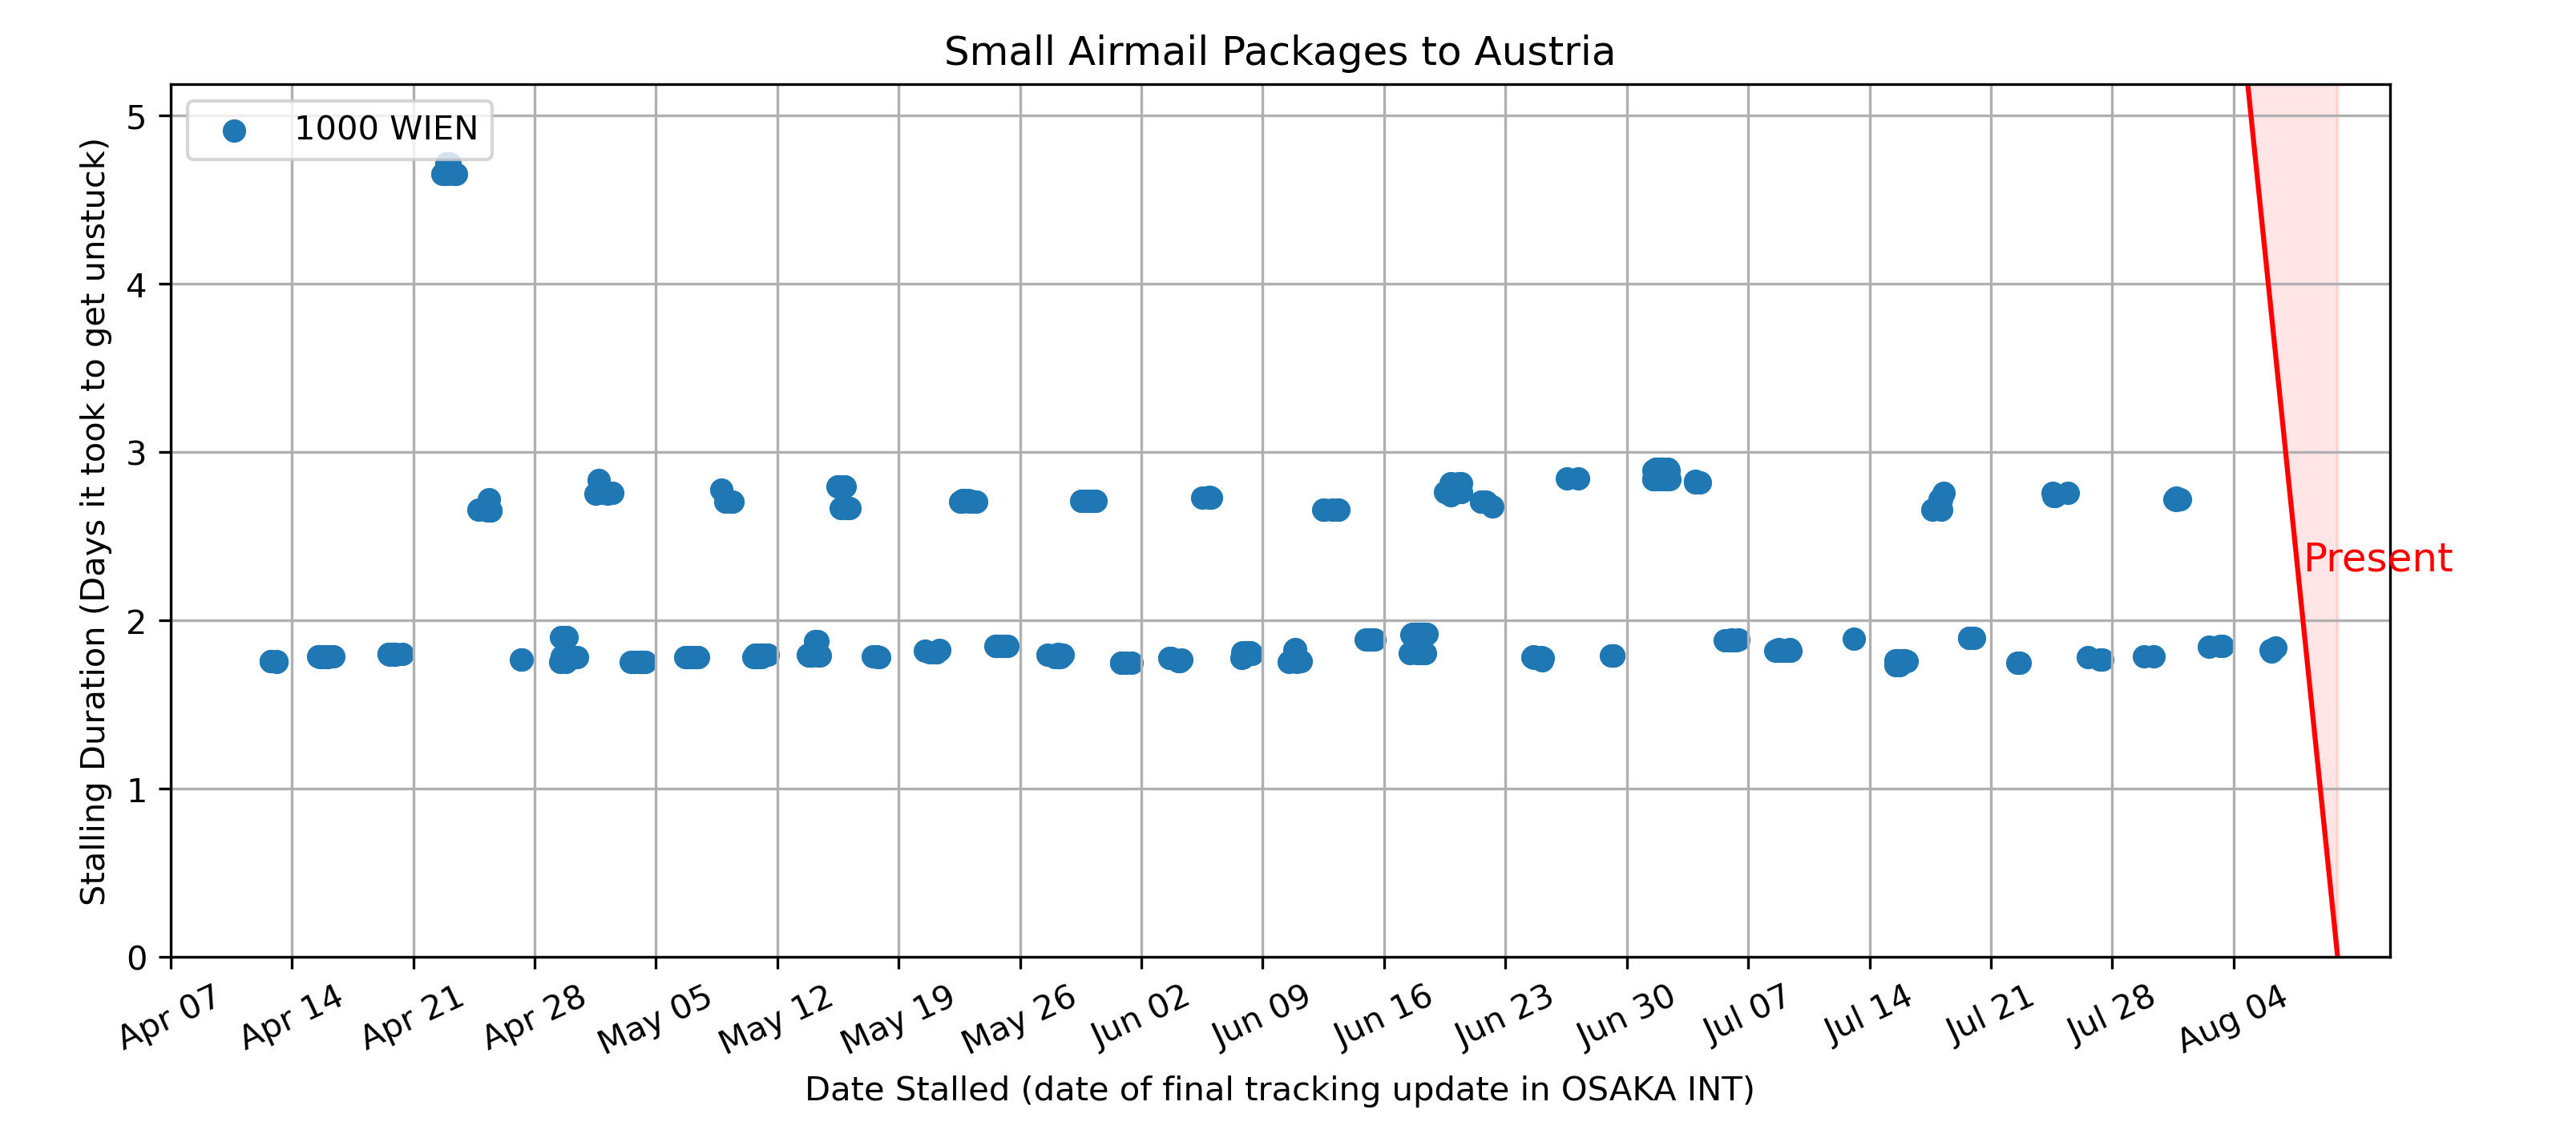 Small Airmail Packages to Austria
1000 WIEN
Stalling Duration (Days it took to get unstuck)
5
4
3
2
1
0
Present
Apr 07
Apr 14
Apr 21
Apr 28
May 05
May 12
May 19
May 26
Jun 02
Jun 09
Jun 16
Jun 23
Jun 30
Jul 07
Jul 14
Jul 21
Jul 28
Aug 04
Date Stalled (date of final tracking update in OSAKA INT)